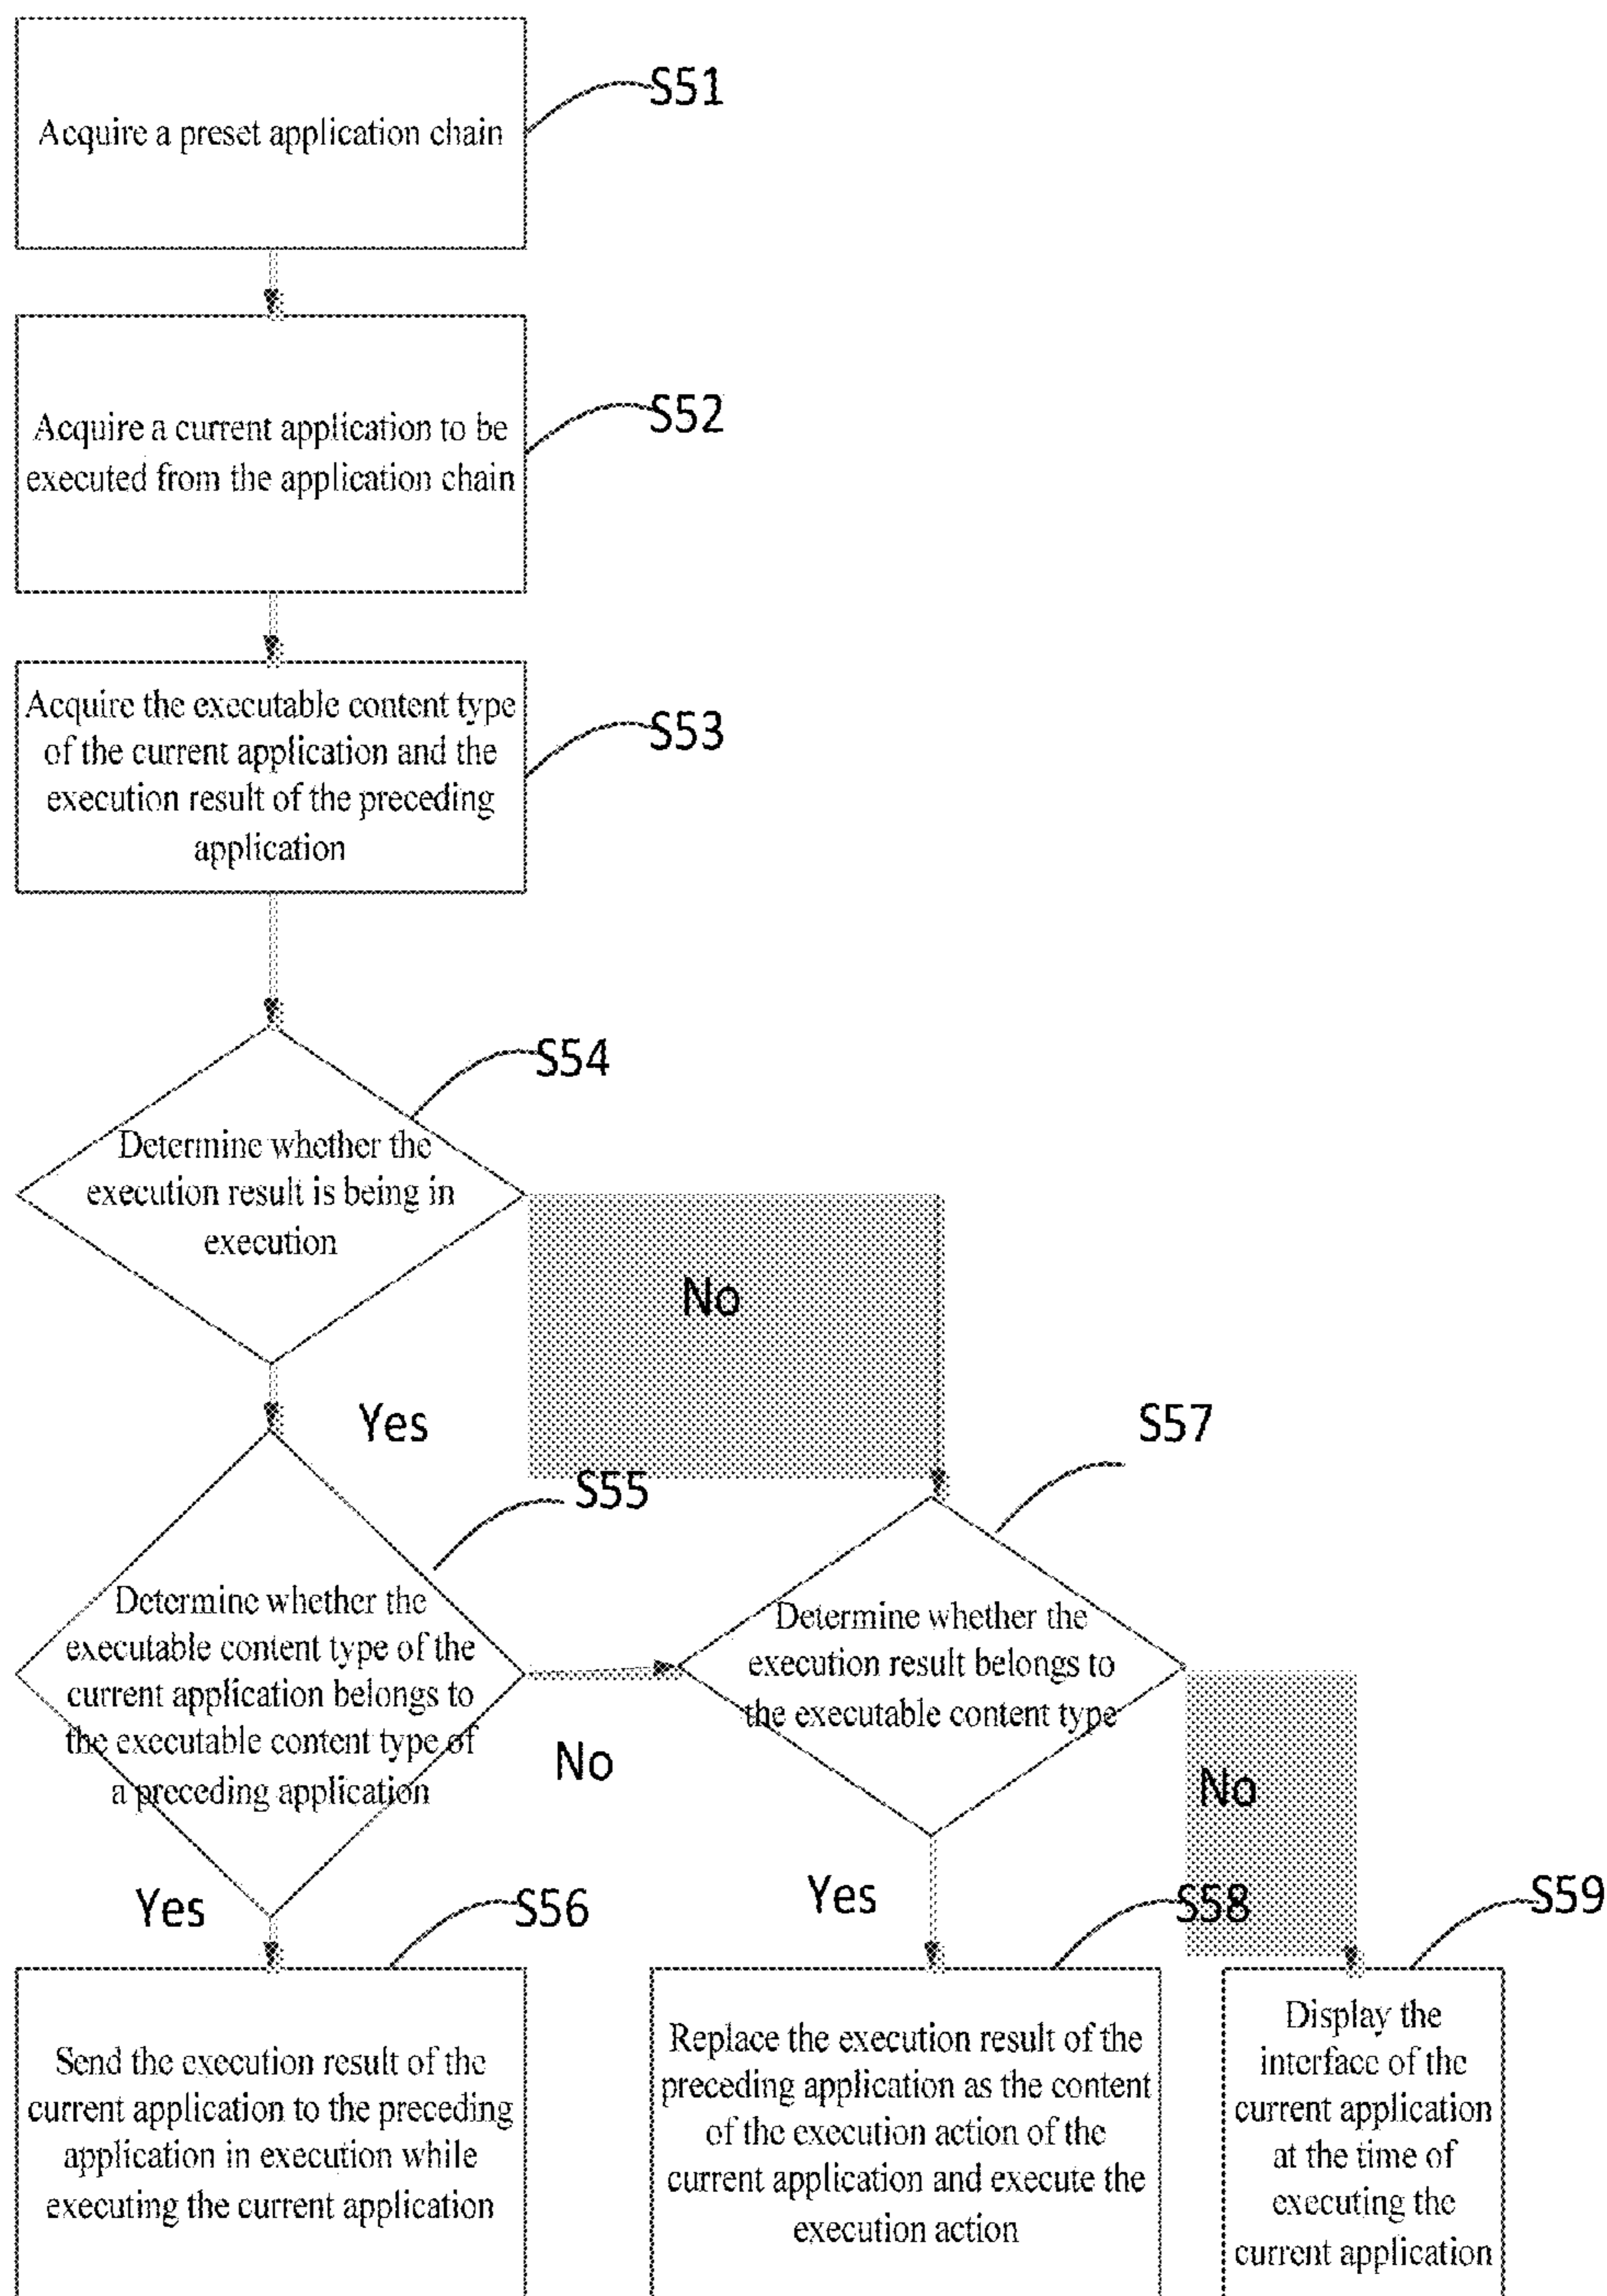 S51
Acquire a preset application chain
S52
Acquire a current application to be
executed from the application chain
S53
Acquire the executable content type
of the current application and the
execution result of the preceding
application
S54
Determine whether the
execution result is being in
execution
No
Yes
S55
Determine whether the
executable content type of the
current application belongs to
the executable content type of
a preceding application
No
Yes
S57
Determine whether the
execution result belongs to
the executable content type
No
Yes
S56
Send the execution result of the
current application to the preceding
application in execution while
executing the current application
S58
Replace the execution result of the
preceding application as the content
of the execution action of the
current application and execute the
execution action
S59
Display the
interface of the
current application
at the time of
executing the
current application